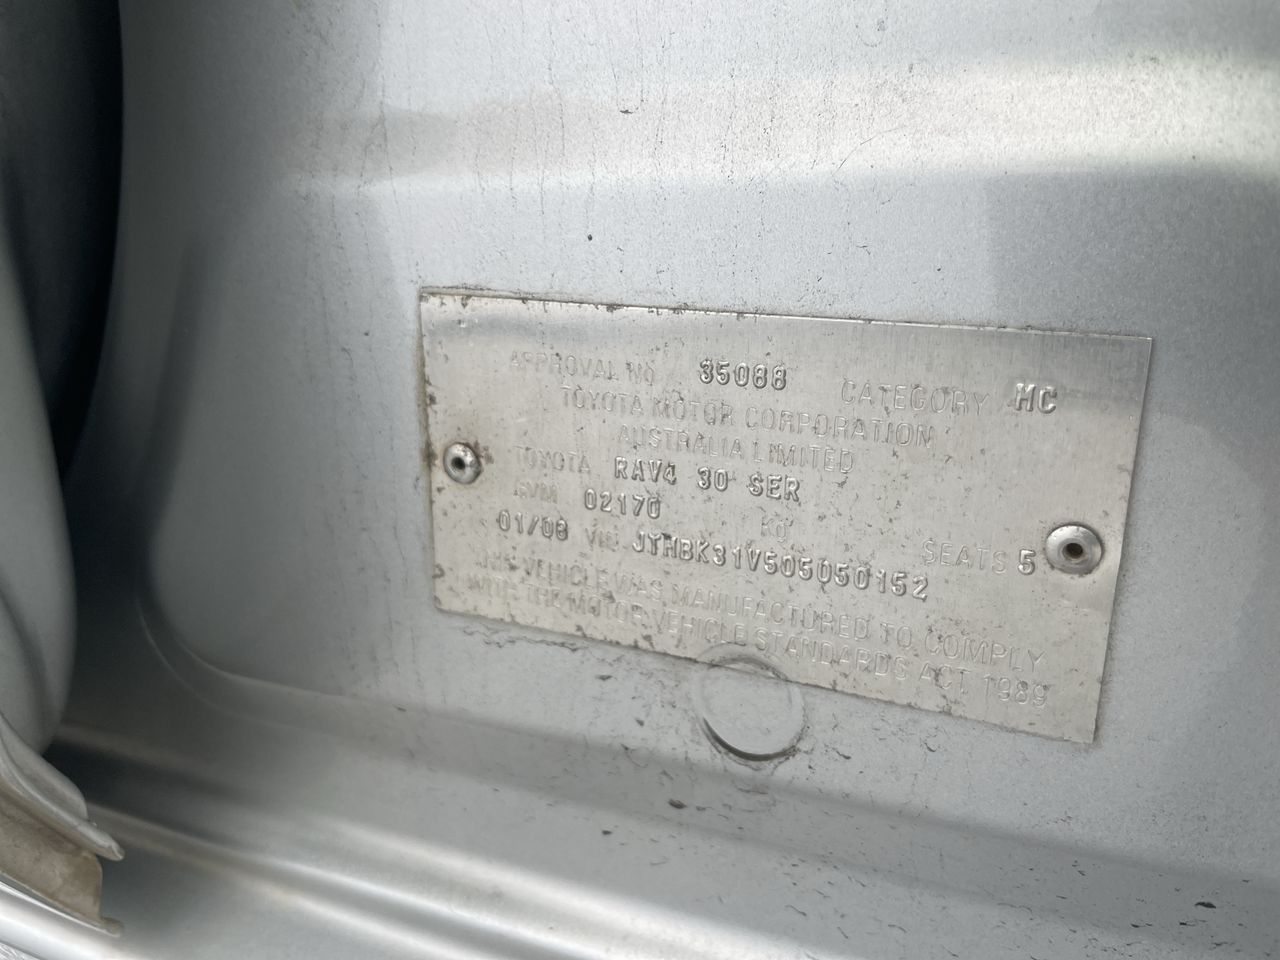 APPROVAL NO 35088 CATEGORY MC
TOYOTA MOTOR CORPORATION
AUSTRALIA LIMITED
TOYOTA RAV4 30 SER
GVM 02170 KG
01/08 VIN JTMBK31V505050152 SEATS 5
THIS VEHICLE WAS MANUFACTURED TO COMPLY
WITH THE MOTOR VEHICLE STANDARDS ACT 1989